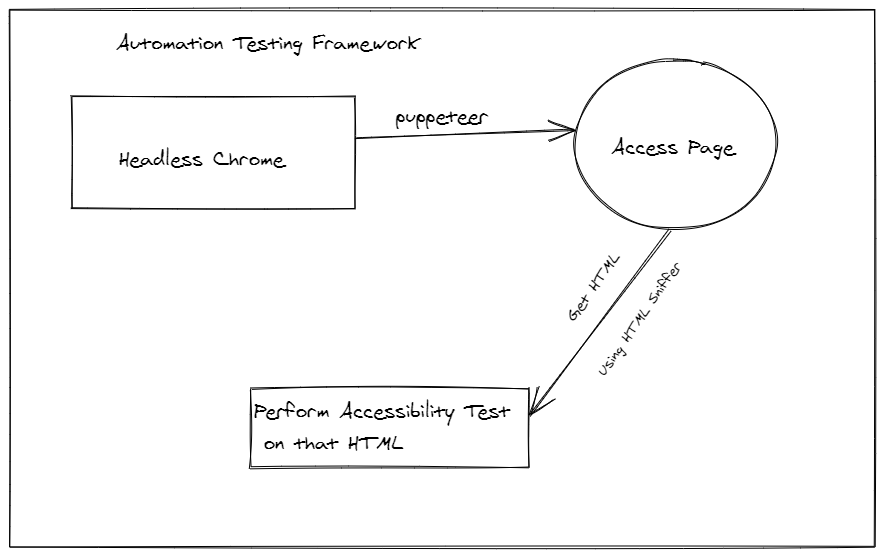 Automation Testing Framework
puppeteer
Headless Chrome
Access Page
Get HTML
Using HTML Sniffer
Perform Accessibility Test
on that HTML